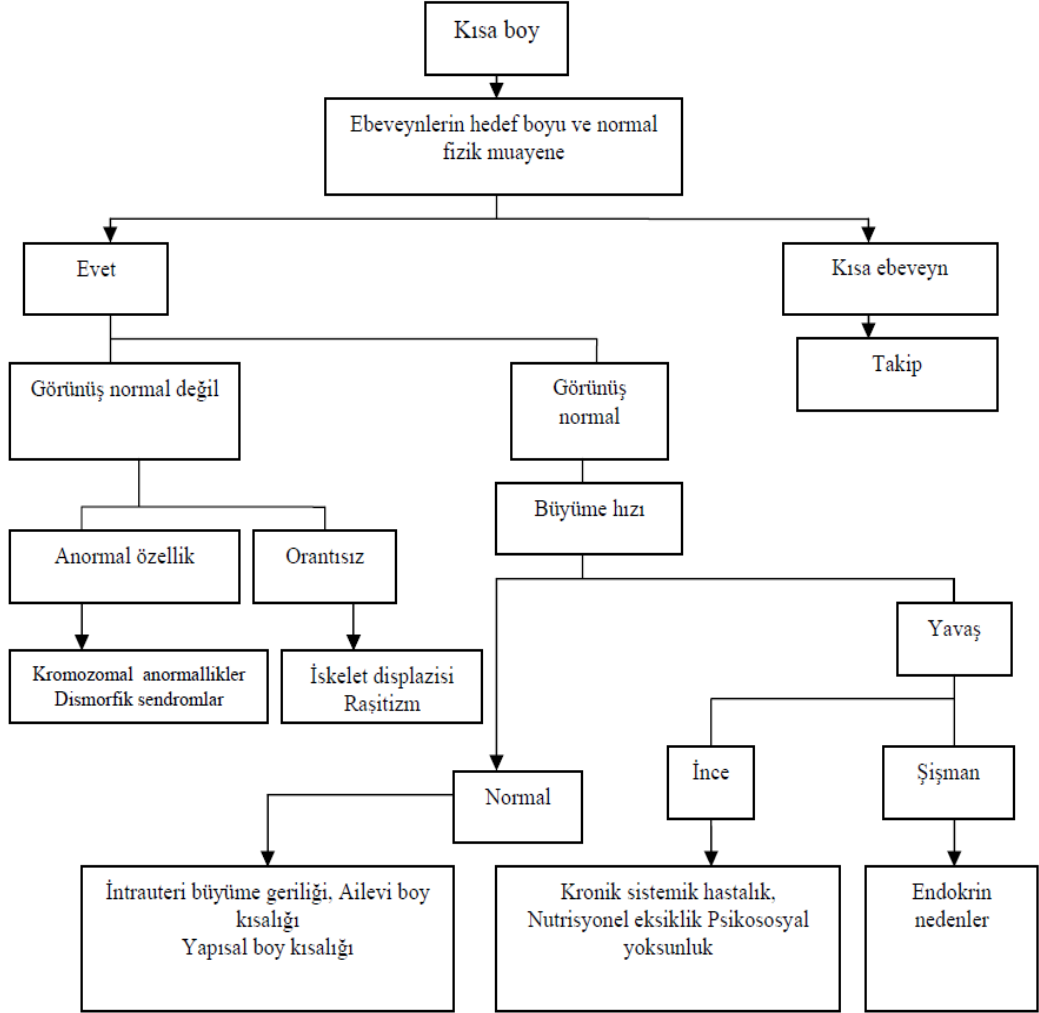 Kısa boy
Ebeveynlerin hedef boyu ve normal
fizik muayene
Evet
Kısa ebeveyn
Görünüş normal değil
Görünüş
normal
Takip
Büyüme hızı
Anormal özellik
Orantısız
Yavaş
Kromozomal anormallikler
Dismorfik sendromlar
İskelet displazisi
Raşitizm
Normal
İnce
Şişman
İntrauteri büyüme geriliği, Ailevi boy
kısalığı
Yapısal boy kısalığı
Kronik sistemik hastalık,
Nutrisyonel eksiklik Psikososyal
yoksunluk
Endokrin
nedenler